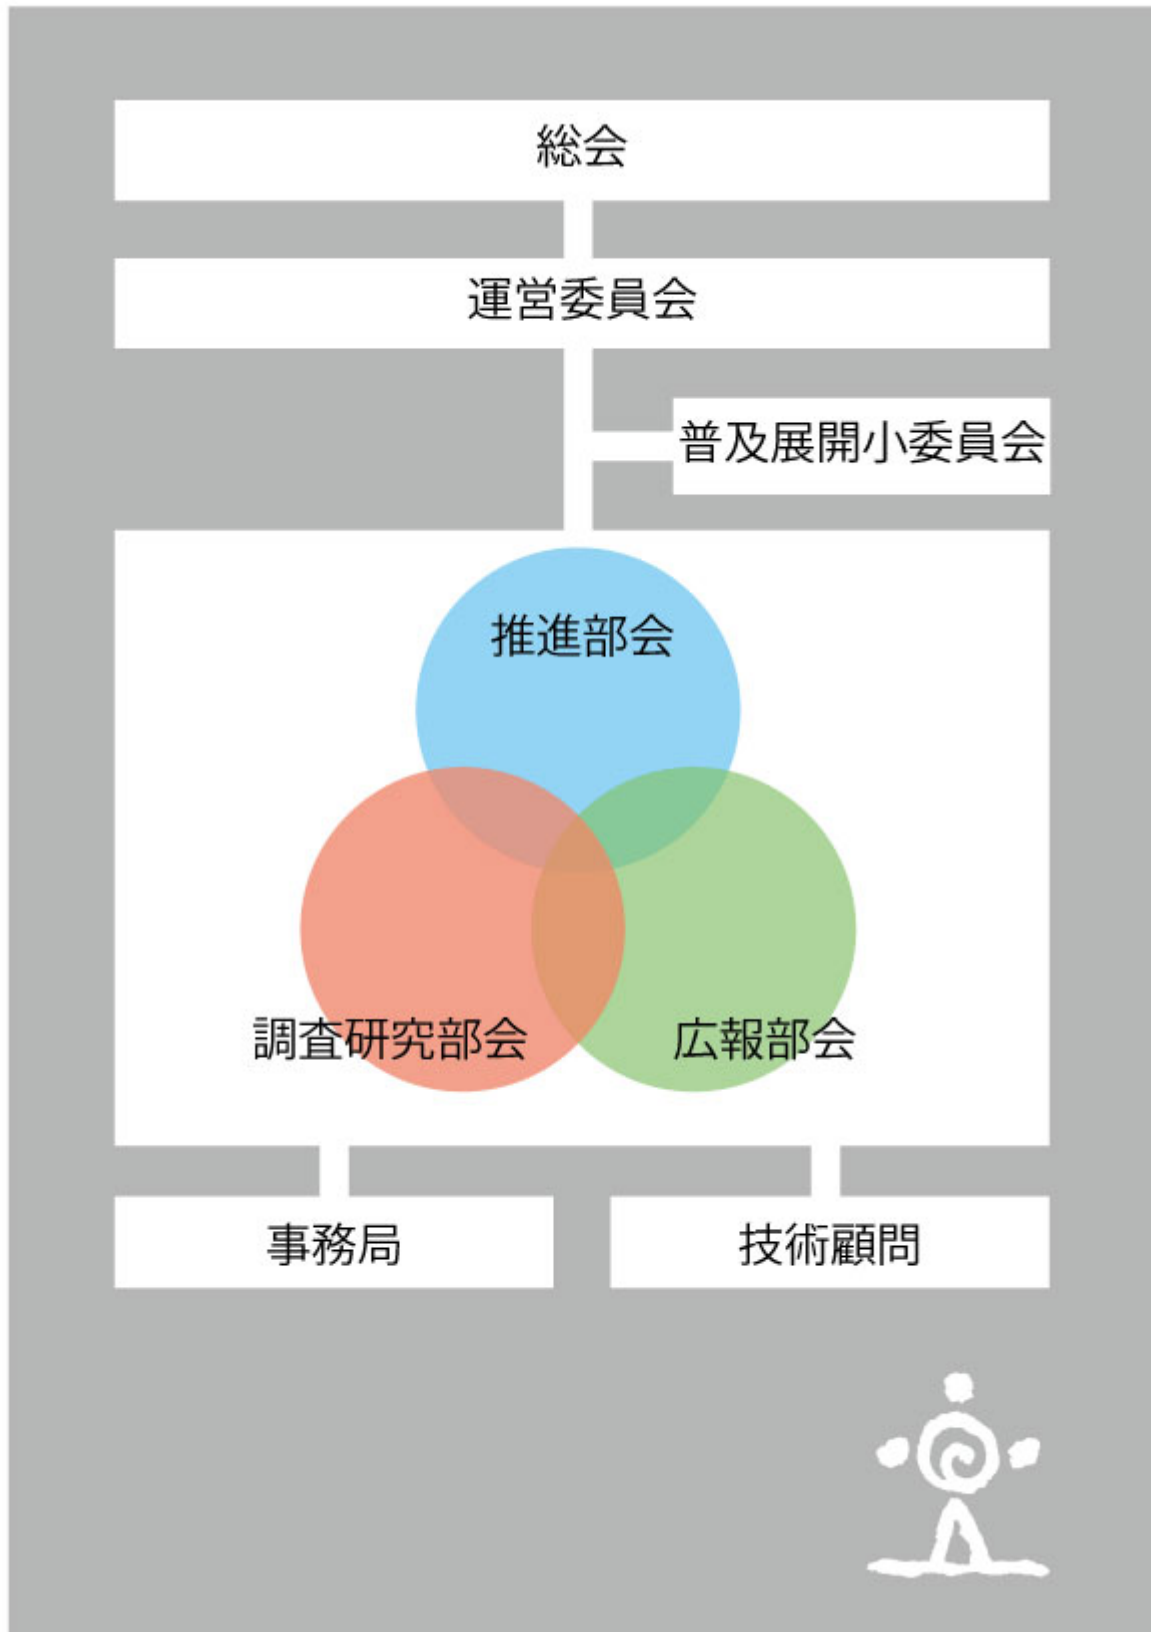 総会
運営委員会
普及展開小委員会
推進部会
調査研究部会
広報部会
事務局
技術顧問